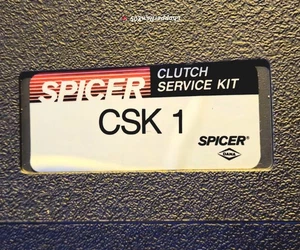 SPICER CLUTCH
SERVICE KIT
CSK 1
SPICER®
DANA